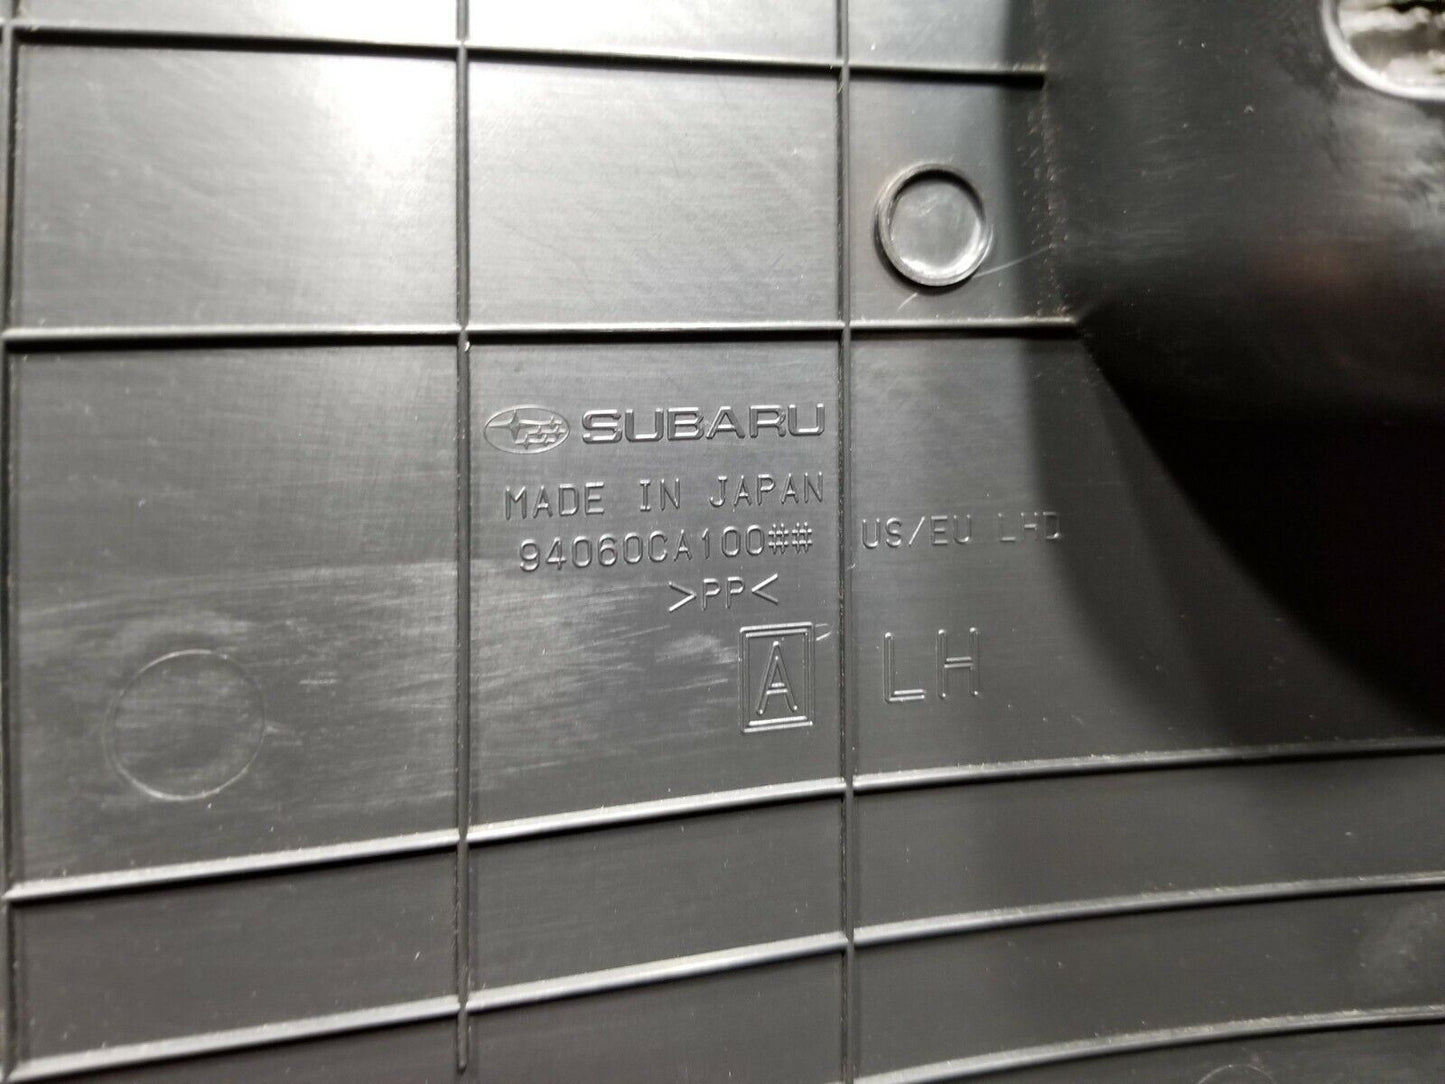 SUBARU
MADE IN JAPAN
94060CA100## US/EU LHD
>PP<
A LH